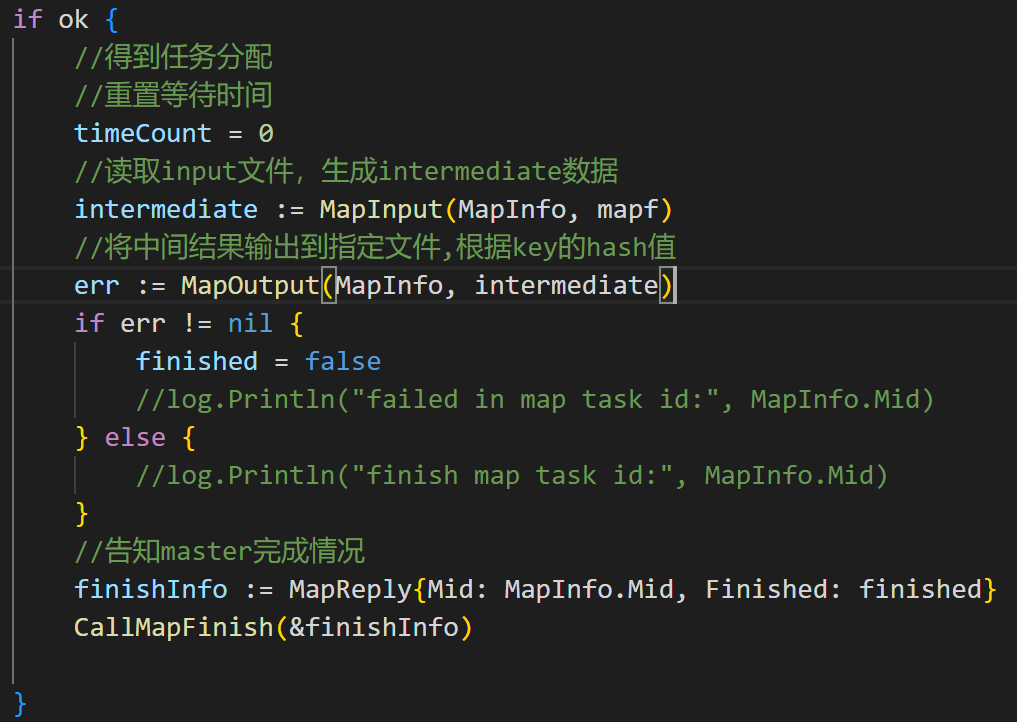 if ok {
//得到任务分配
//重置等待时间
timeCount = 0
//读取input文件，生成intermediate数据
intermediate := MapInput(MapInfo, mapf)
//将中间结果输出到指定文件,根据key的hash值
err := MapOutput(MapInfo, intermediate)
if err != nil {
finished = false
//log.Println("failed in map task id:", MapInfo.Mid)
} else {
//log.Println("finish map task id:", MapInfo.Mid)
}
//告知master完成情况
finishInfo := MapReply{Mid: MapInfo.Mid, Finished: finished}
CallMapFinish(&finishInfo)
}